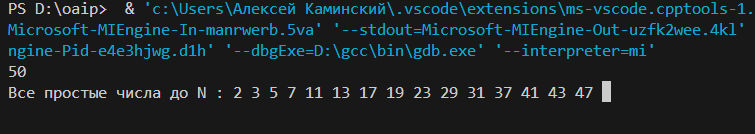 PS D:\oaip>  & 'c:\Users\Алексей Каминский\.vscode\extensions\ms-vscode.cpptools-1.
Microsoft-MIEngine-In-manrwerb.5va' '--stdout=Microsoft-MIEngine-Out-uzfk2wee.4kl'
ngine-Pid-e4e3hjwg.d1h' '--dbgExe=D:\gcc\bin\gdb.exe' '--interpreter=mi'
50
Все простые числа до N : 2 3 5 7 11 13 17 19 23 29 31 37 41 43 47